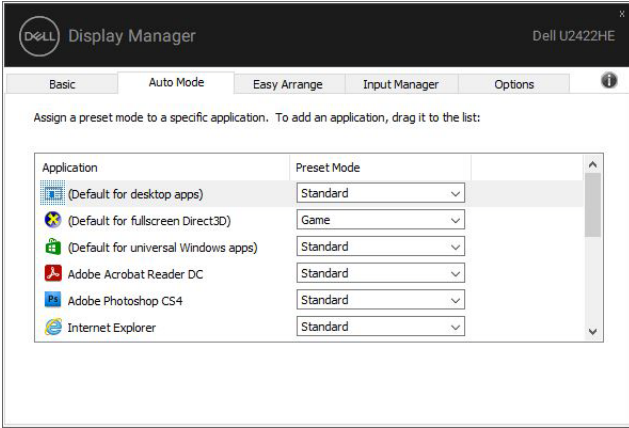 x
DELL Display Manager Dell U2422HE
Basic Auto Mode Easy Arrange Input Manager Options i
Assign a preset mode to a specific application. To add an application, drag it to the list:
Application Preset Mode
(Default for desktop apps) Standard
(Default for fullscreen Direct3D) Game
(Default for universal Windows apps) Standard
Adobe Acrobat Reader DC Standard
Ps Adobe Photoshop CS4 Standard
Internet Explorer Standard